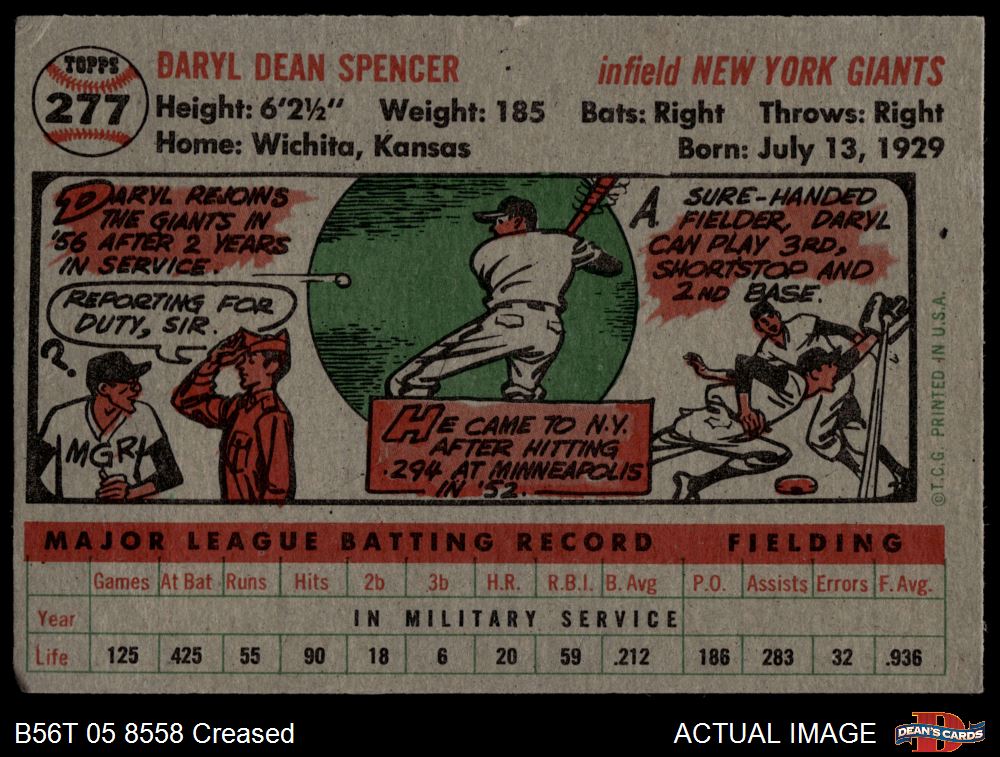 TOPPS
277
DARYL DEAN SPENCER
infield NEW YORK GIANTS
Height: 6'2½" Weight: 185 Bats: Right Throws: Right
Home: Wichita, Kansas Born: July 13, 1929
DARYL REJOINS
THE GIANTS IN
'56 AFTER 2 YEARS
IN SERVICE.
REPORTING FOR
DUTY, SIR.
?
MGR
HE CAME TO N.Y.
AFTER HITTING
.294 AT MINNEAPOLIS
IN '52.
A SURE-HANDED
FIELDER, DARYL
CAN PLAY 3RD,
SHORTSTOP AND
2ND BASE.
©T.C.G. PRINTED IN U.S.A.
MAJOR LEAGUE BATTING RECORD FIELDING
Games At Bat Runs Hits 2b 3b H.R. R.B.I. B. Avg P.O. Assists Errors F. Avg.
Year IN MILITARY SERVICE
Life 125 425 55 90 18 6 20 59 .212 186 283 32 .936
B56T 05 8558 Creased
ACTUAL IMAGE
D
DEAN'S CARDS